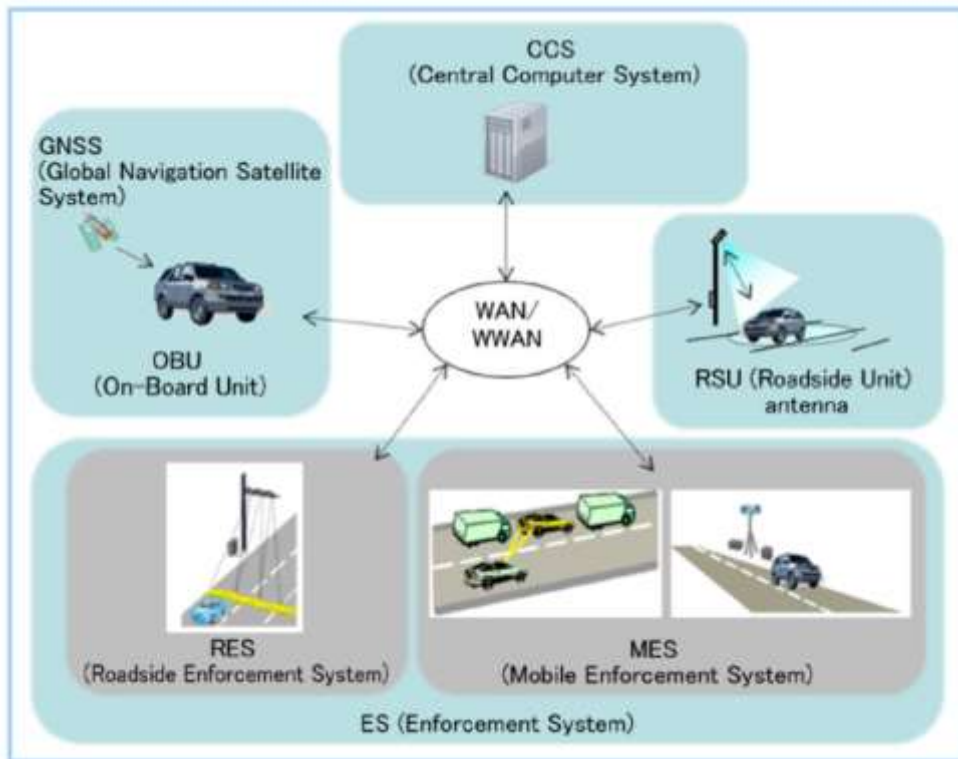 CCS
(Central Computer System)
GNSS
(Global Navigation Satellite
System)
OBU
(On-Board Unit)
WAN/
WWAN
RSU (Roadside Unit)
antenna
RES
(Roadside Enforcement System)
MES
(Mobile Enforcement System)
ES (Enforcement System)